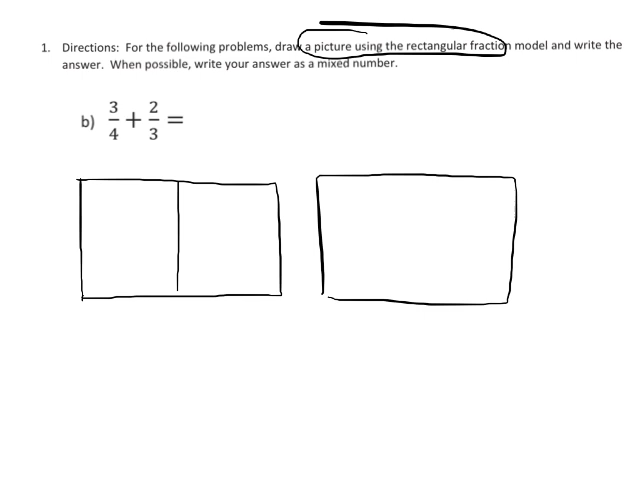 1. Directions: For the following problems, draw a picture using the rectangular fraction model and write the
answer. When possible, write your answer as a mixed number.
b) 3/4 + 2/3 =